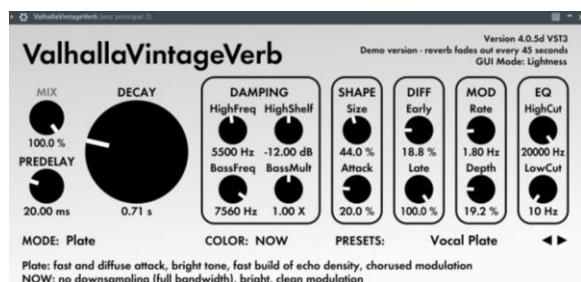 ValhallaVintageVerb (voz principal 2)
ValhallaVintageVerb
Version 4.0.5d VST3
Demo version - reverb fades out every 45 seconds
GUI Mode: Lightness
MIX
100.0 %
PREDELAY
20.00 ms
DECAY
0.71 s
DAMPING
HighFreq HighShelf
5500 Hz -12.00 dB
BassFreq BassMult
7560 Hz 1.00 X
SHAPE
Size
44.0 %
Attack
20.0 %
DIFF
Early
18.8 %
Late
100.0 %
MOD
Rate
1.80 Hz
Depth
19.2 %
EQ
HighCut
20000 Hz
LowCut
10 Hz
MODE: Plate COLOR: NOW PRESETS: Vocal Plate
Plate: fast and diffuse attack, bright tone, fast build of echo density, chorused modulation
NOW: no downsampling (full bandwidth), bright, clean modulation